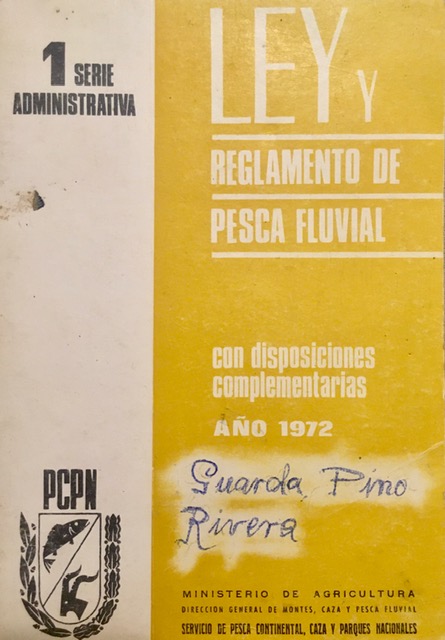 1 SERIE
ADMINISTRATIVA
LEY Y
REGLAMENTO DE
PESCA FLUVIAL
con disposiciones
complementarias
AÑO 1972
Guarda Pino
Rivera
PCPN
MINISTERIO DE AGRICULTURA
DIRECCION GENERAL DE MONTES, CAZA Y PESCA FLUVIAL
SERVICIO DE PESCA CONTINENTAL, CAZA Y PARQUES NACIONALES